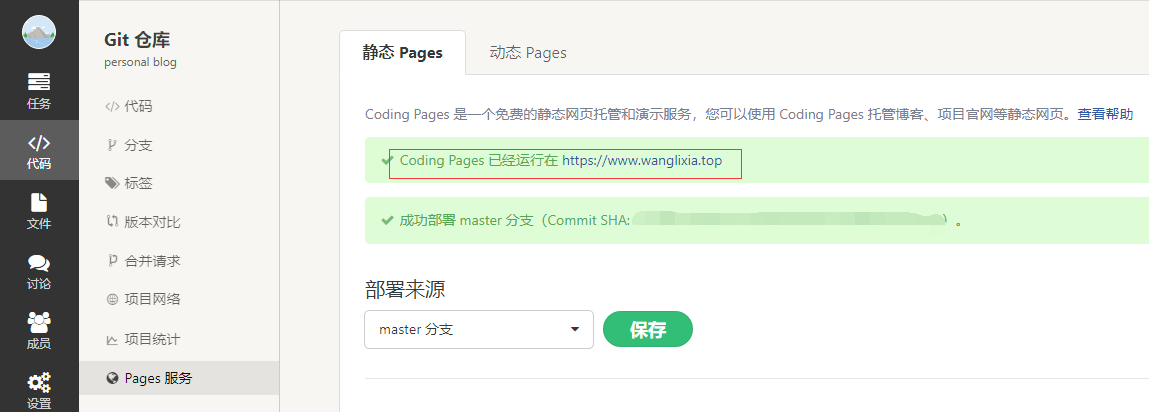 任务
代码
文件
讨论
成员
设置
Git 仓库
personal blog
代码
分支
标签
版本对比
合并请求
项目网络
项目统计
Pages 服务
静态 Pages
动态 Pages
Coding Pages 是一个免费的静态网页托管和演示服务，您可以使用 Coding Pages 托管博客、项目官网等静态网页。查看帮助
Coding Pages 已经运行在 https://www.wanglixia.top
成功部署 master 分支（Commit SHA: ）。
部署来源
master 分支
保存